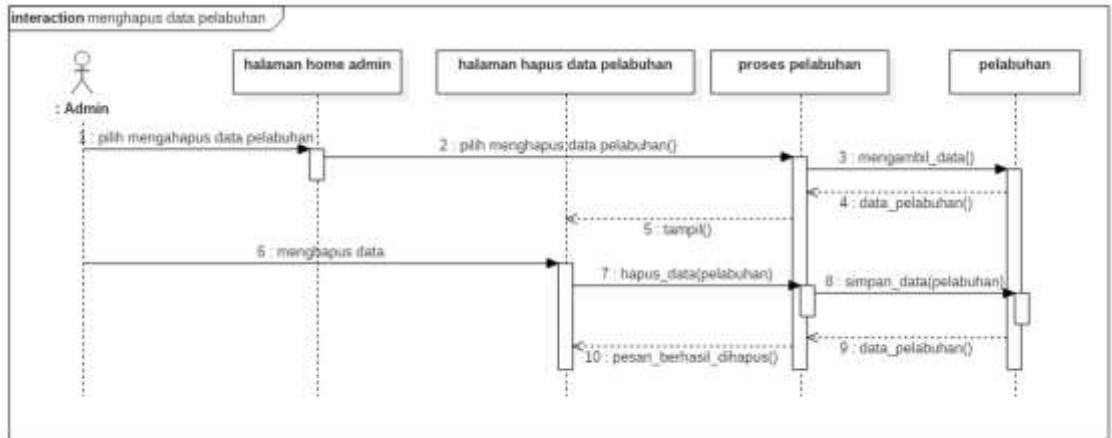 interaction menghapus data pelabuhan
halaman home admin
halaman hapus data pelabuhan
proses pelabuhan
pelabuhan
: Admin
1 : pilih mengahapus data pelabuhan
2 : pilih menghapus data pelabuhan()
3 : mengambil_data()
4 : data_pelabuhan()
5 : tampil()
6 : menghapus data
7 : hapus_data(pelabuhan)
8 : simpan_data(pelabuhan)
9 : data_pelabuhan()
10 : pesan_berhasil_dihapus()